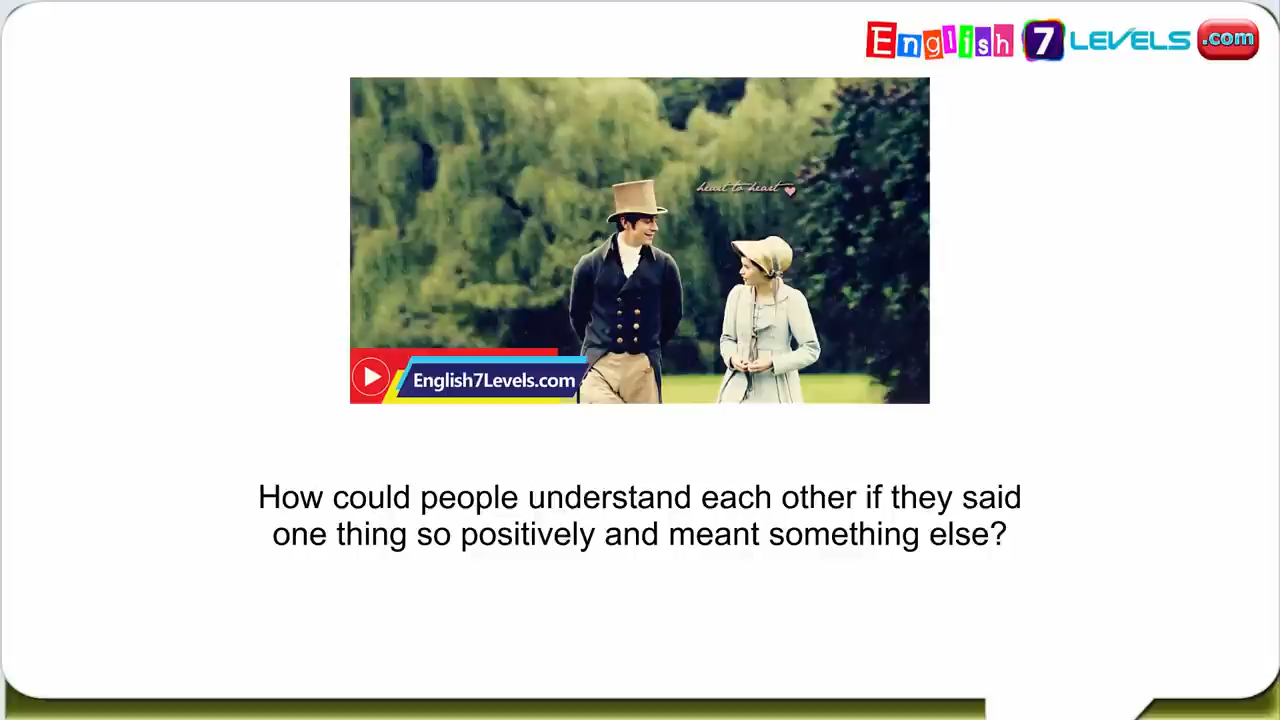 English 7 LEVELS .com
heart to heart
English7Levels.com
How could people understand each other if they said
one thing so positively and meant something else?